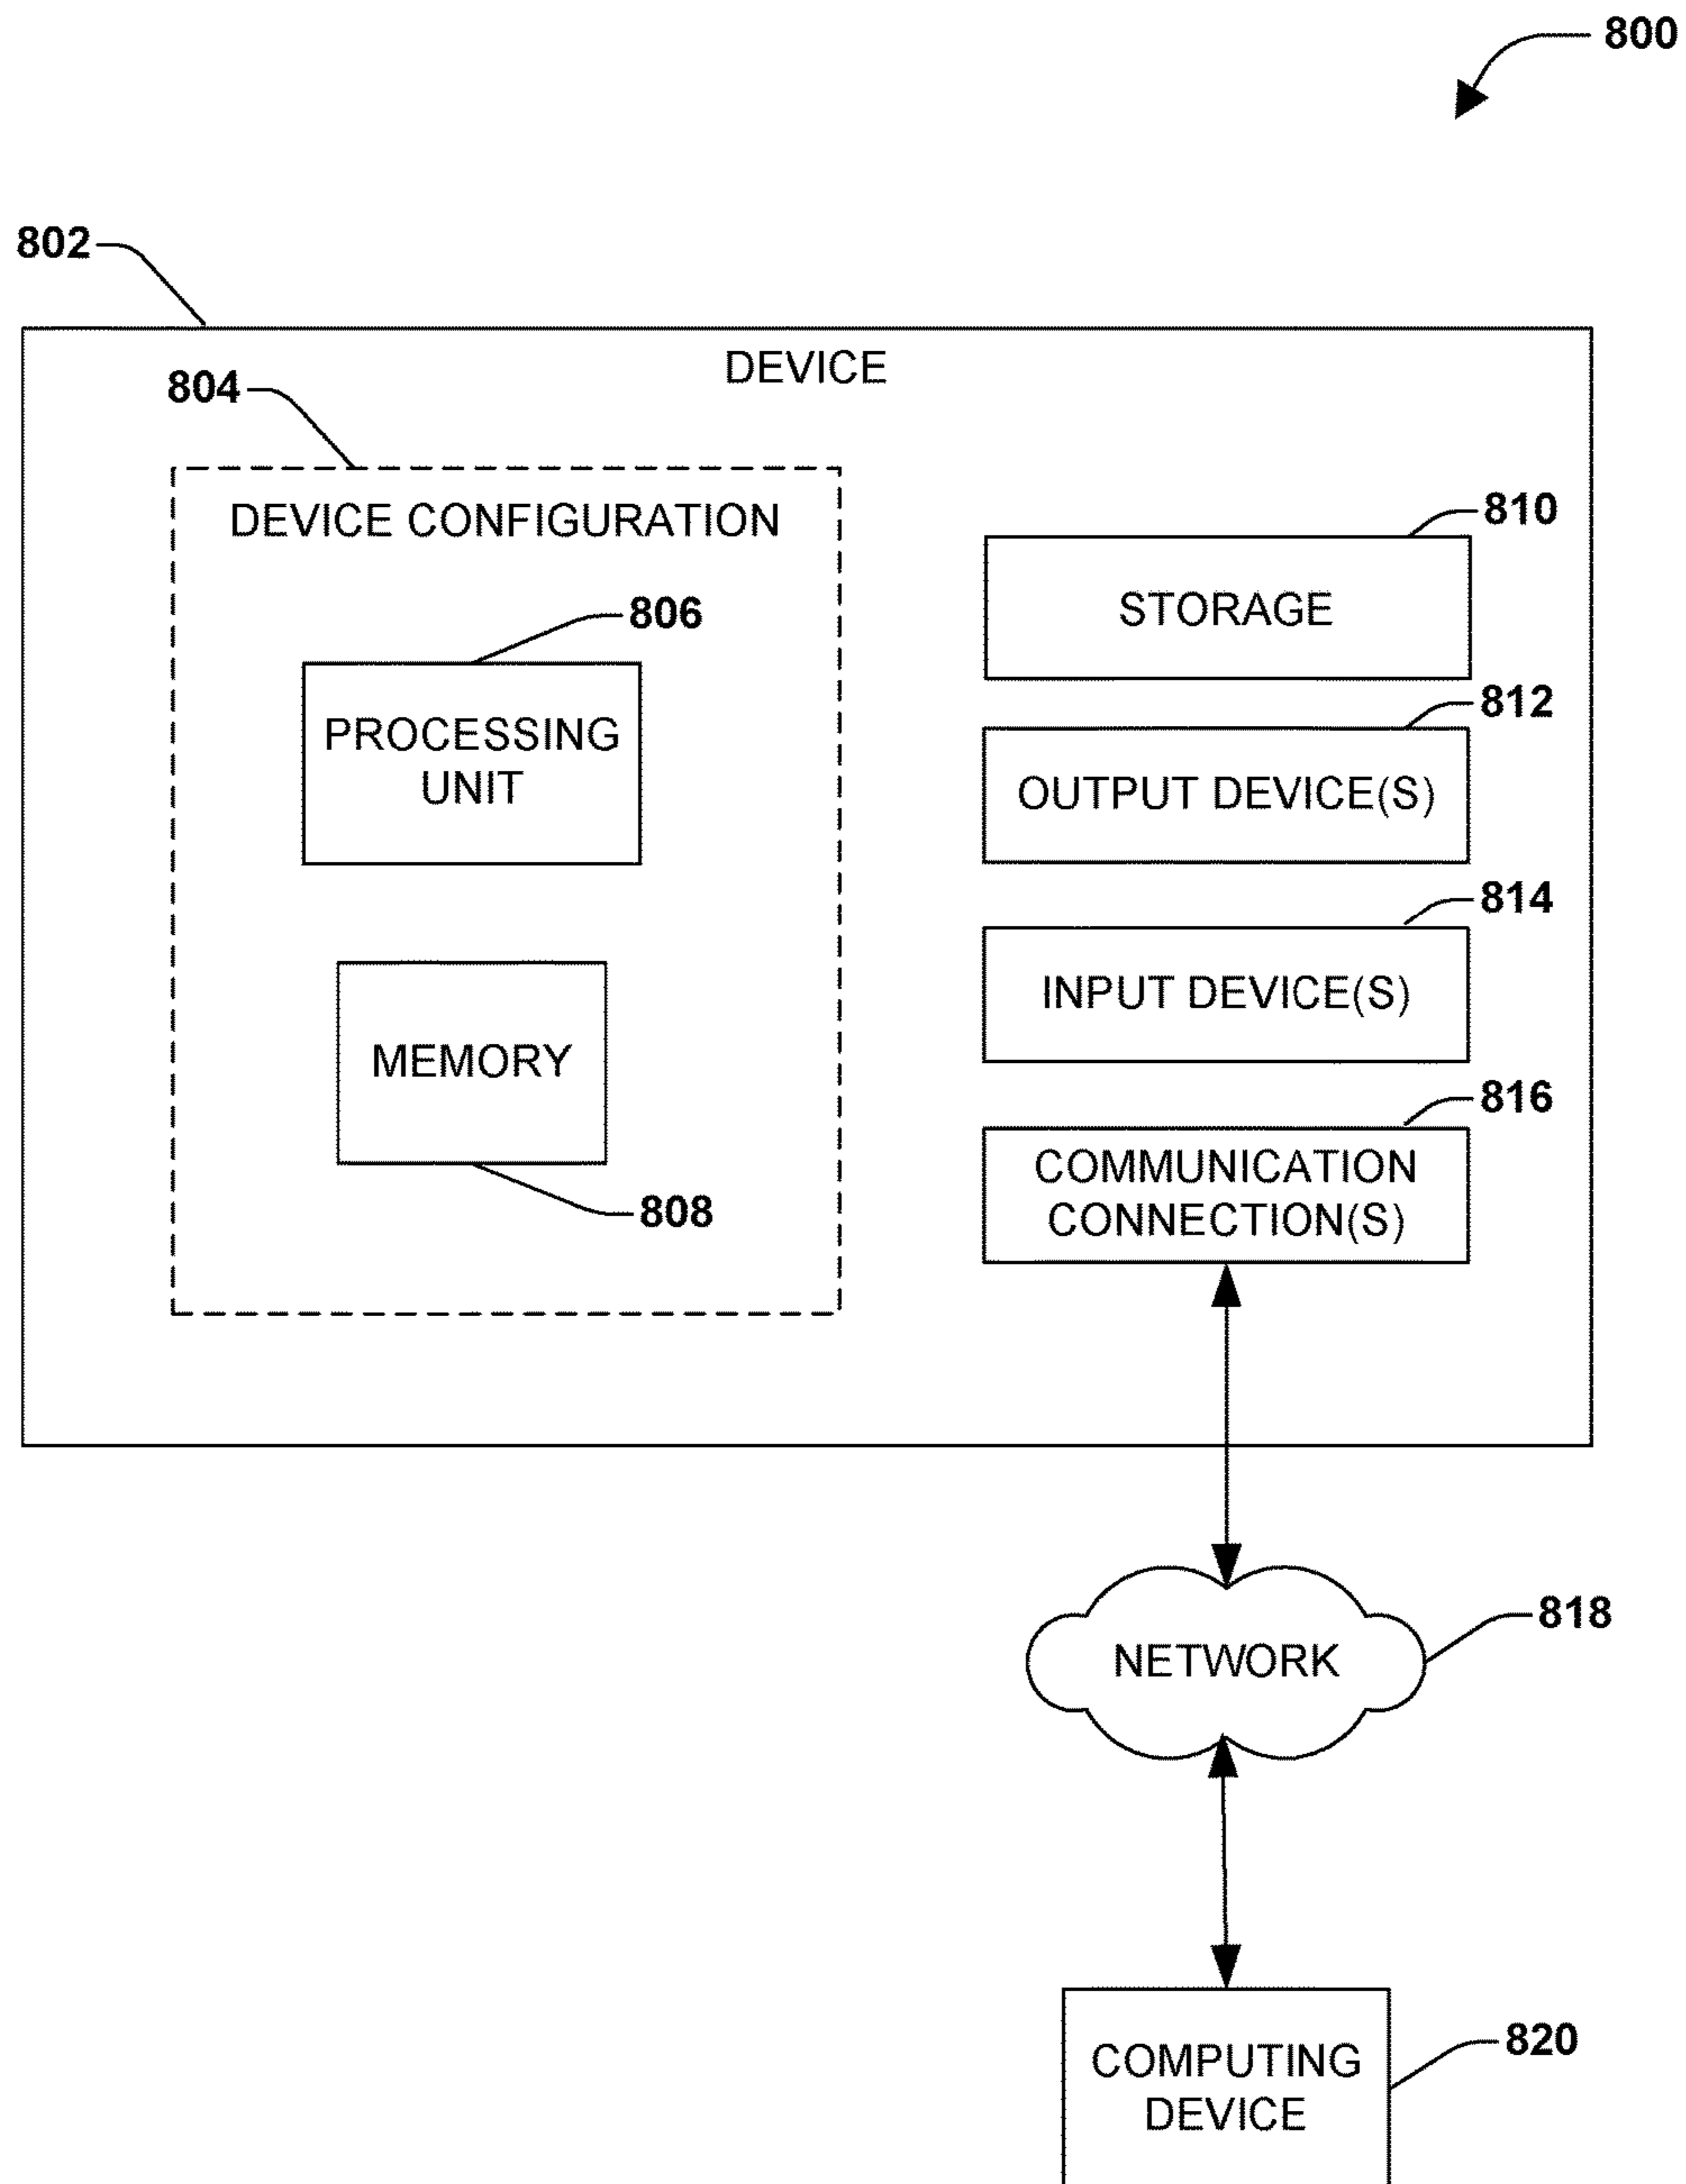 800
802
DEVICE
804
DEVICE CONFIGURATION
810
STORAGE
806
PROCESSING
UNIT
812
OUTPUT DEVICE(S)
814
INPUT DEVICE(S)
MEMORY
808
816
COMMUNICATION
CONNECTION(S)
818
NETWORK
820
COMPUTING
DEVICE